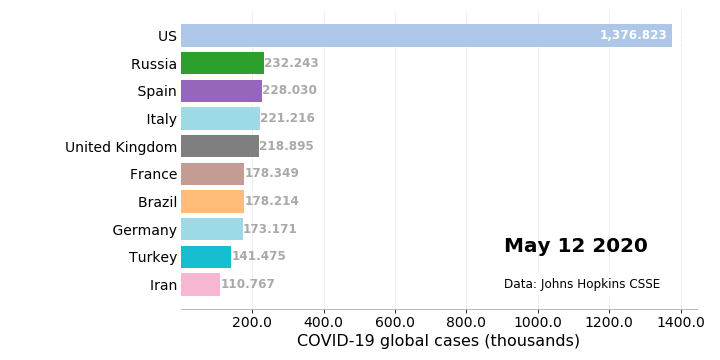 US 1,376.823
Russia 232.243
Spain 228.030
Italy 221.216
United Kingdom 218.895
France 178.349
Brazil 178.214
Germany 173.171
May 12 2020
Turkey 141.475
Iran 110.767
Data: Johns Hopkins CSSE
200.0 400.0 600.0 800.0 1000.0 1200.0 1400.0
COVID-19 global cases (thousands)